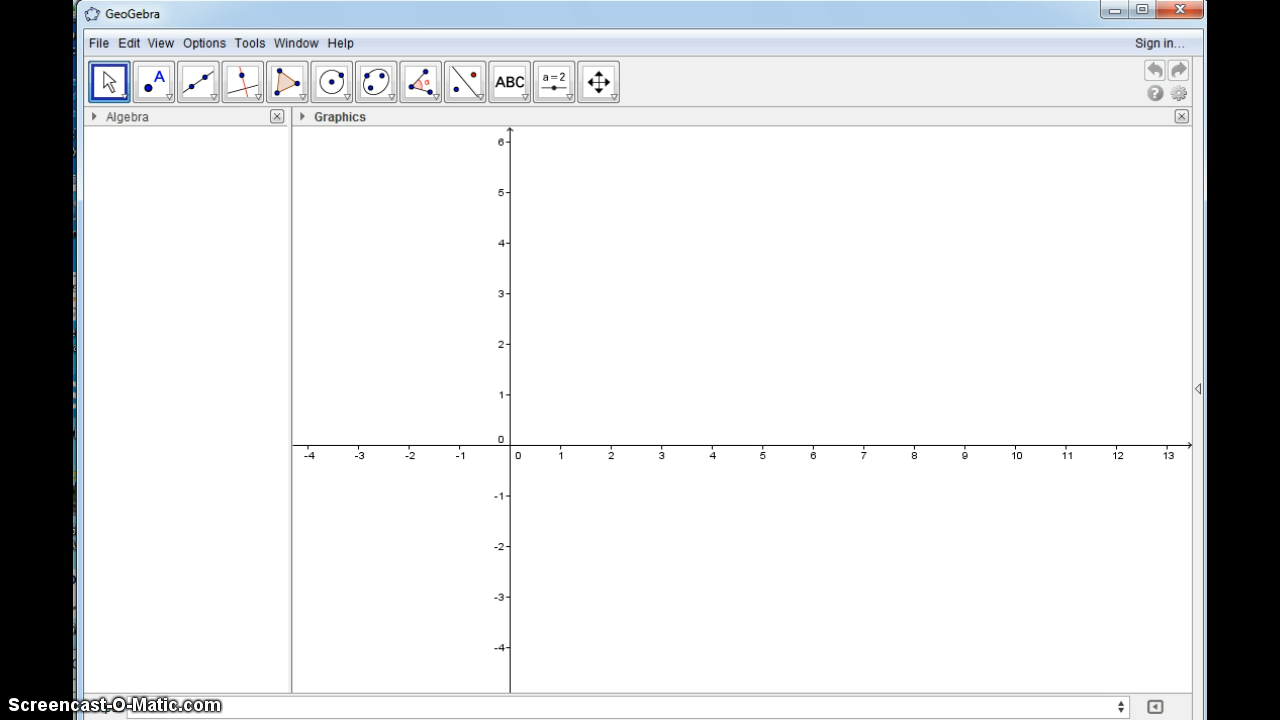 GeoGebra
File Edit View Options Tools Window Help Sign in...
A α ABC a=2
Algebra Graphics
6
5
4
3
2
1
0
-4 -3 -2 -1 0 1 2 3 4 5 6 7 8 9 10 11 12 13
-1
-2
-3
-4
Screencast-O-Matic.com